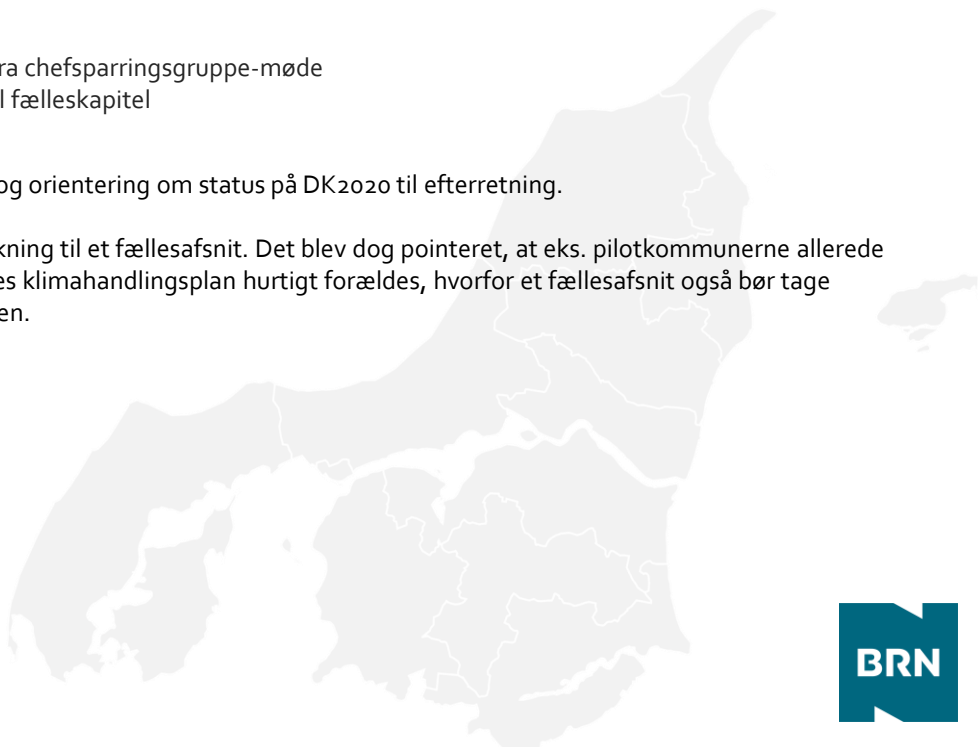 ra chefsparringsgruppe-møde
l fælleskapitel
og orientering om status på DK2020 til efterretning.
kning til et fællesafsnit. Det blev dog pointeret, at eks. pilotkommunerne allerede
es klimahandlingsplan hurtigt forældes, hvorfor et fællesafsnit også bør tage
en.
BRN